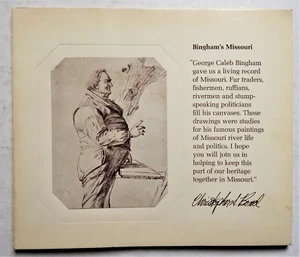 Bingham's Missouri
"George Caleb Bingham
gave us a living record
of Missouri. Fur traders,
fishermen, ruffians,
rivermen and stump-
speaking politicians
fill his canvases. These
drawings were studies
for his famous paintings
of Missouri river life
and politics. I hope
you will join us in
helping to keep this
part of our heritage
together in Missouri."
Christopher S. Bond